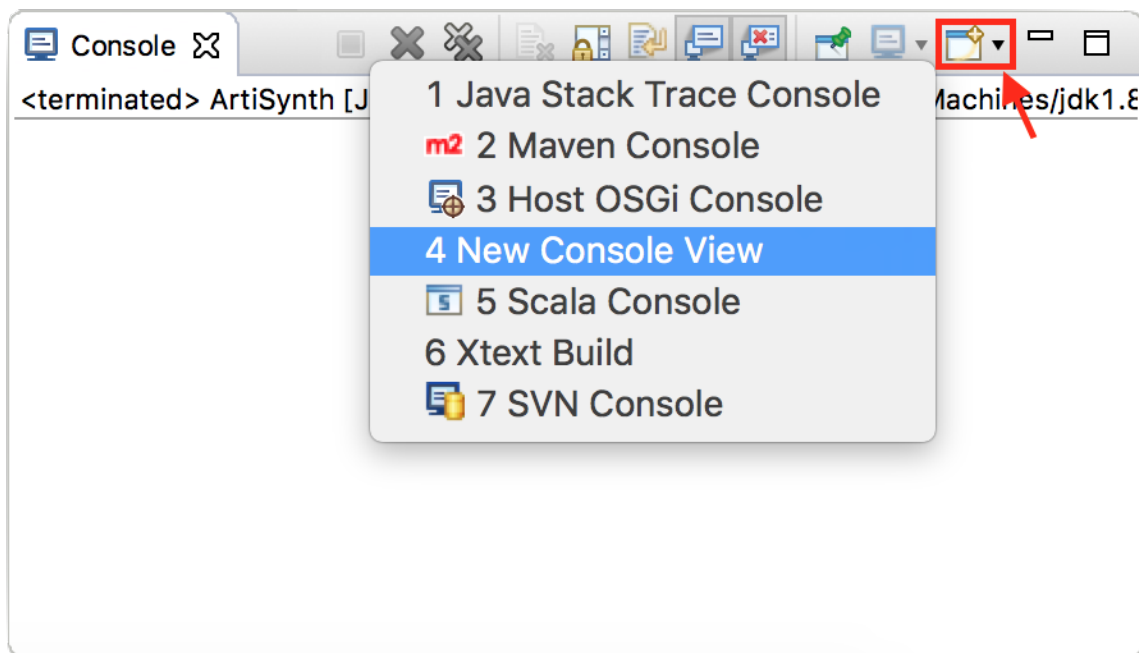 Console
<terminated> ArtiSynth [J
Machines/jdk1.8
1 Java Stack Trace Console
m2 2 Maven Console
3 Host OSGi Console
4 New Console View
S 5 Scala Console
6 Xtext Build
7 SVN Console